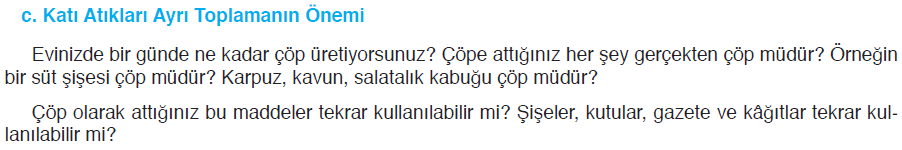 c. Katı Atıkları Ayrı Toplamanın Önemi
Evinizde bir günde ne kadar çöp üretiyorsunuz? Çöpe attığınız her şey gerçekten çöp müdür? Örneğin
bir süt şişesi çöp müdür? Karpuz, kavun, salatalık kabuğu çöp müdür?
Çöp olarak attığınız bu maddeler tekrar kullanılabilir mi? Şişeler, kutular, gazete ve kâğıtlar tekrar kul-
lanılabilir mi?